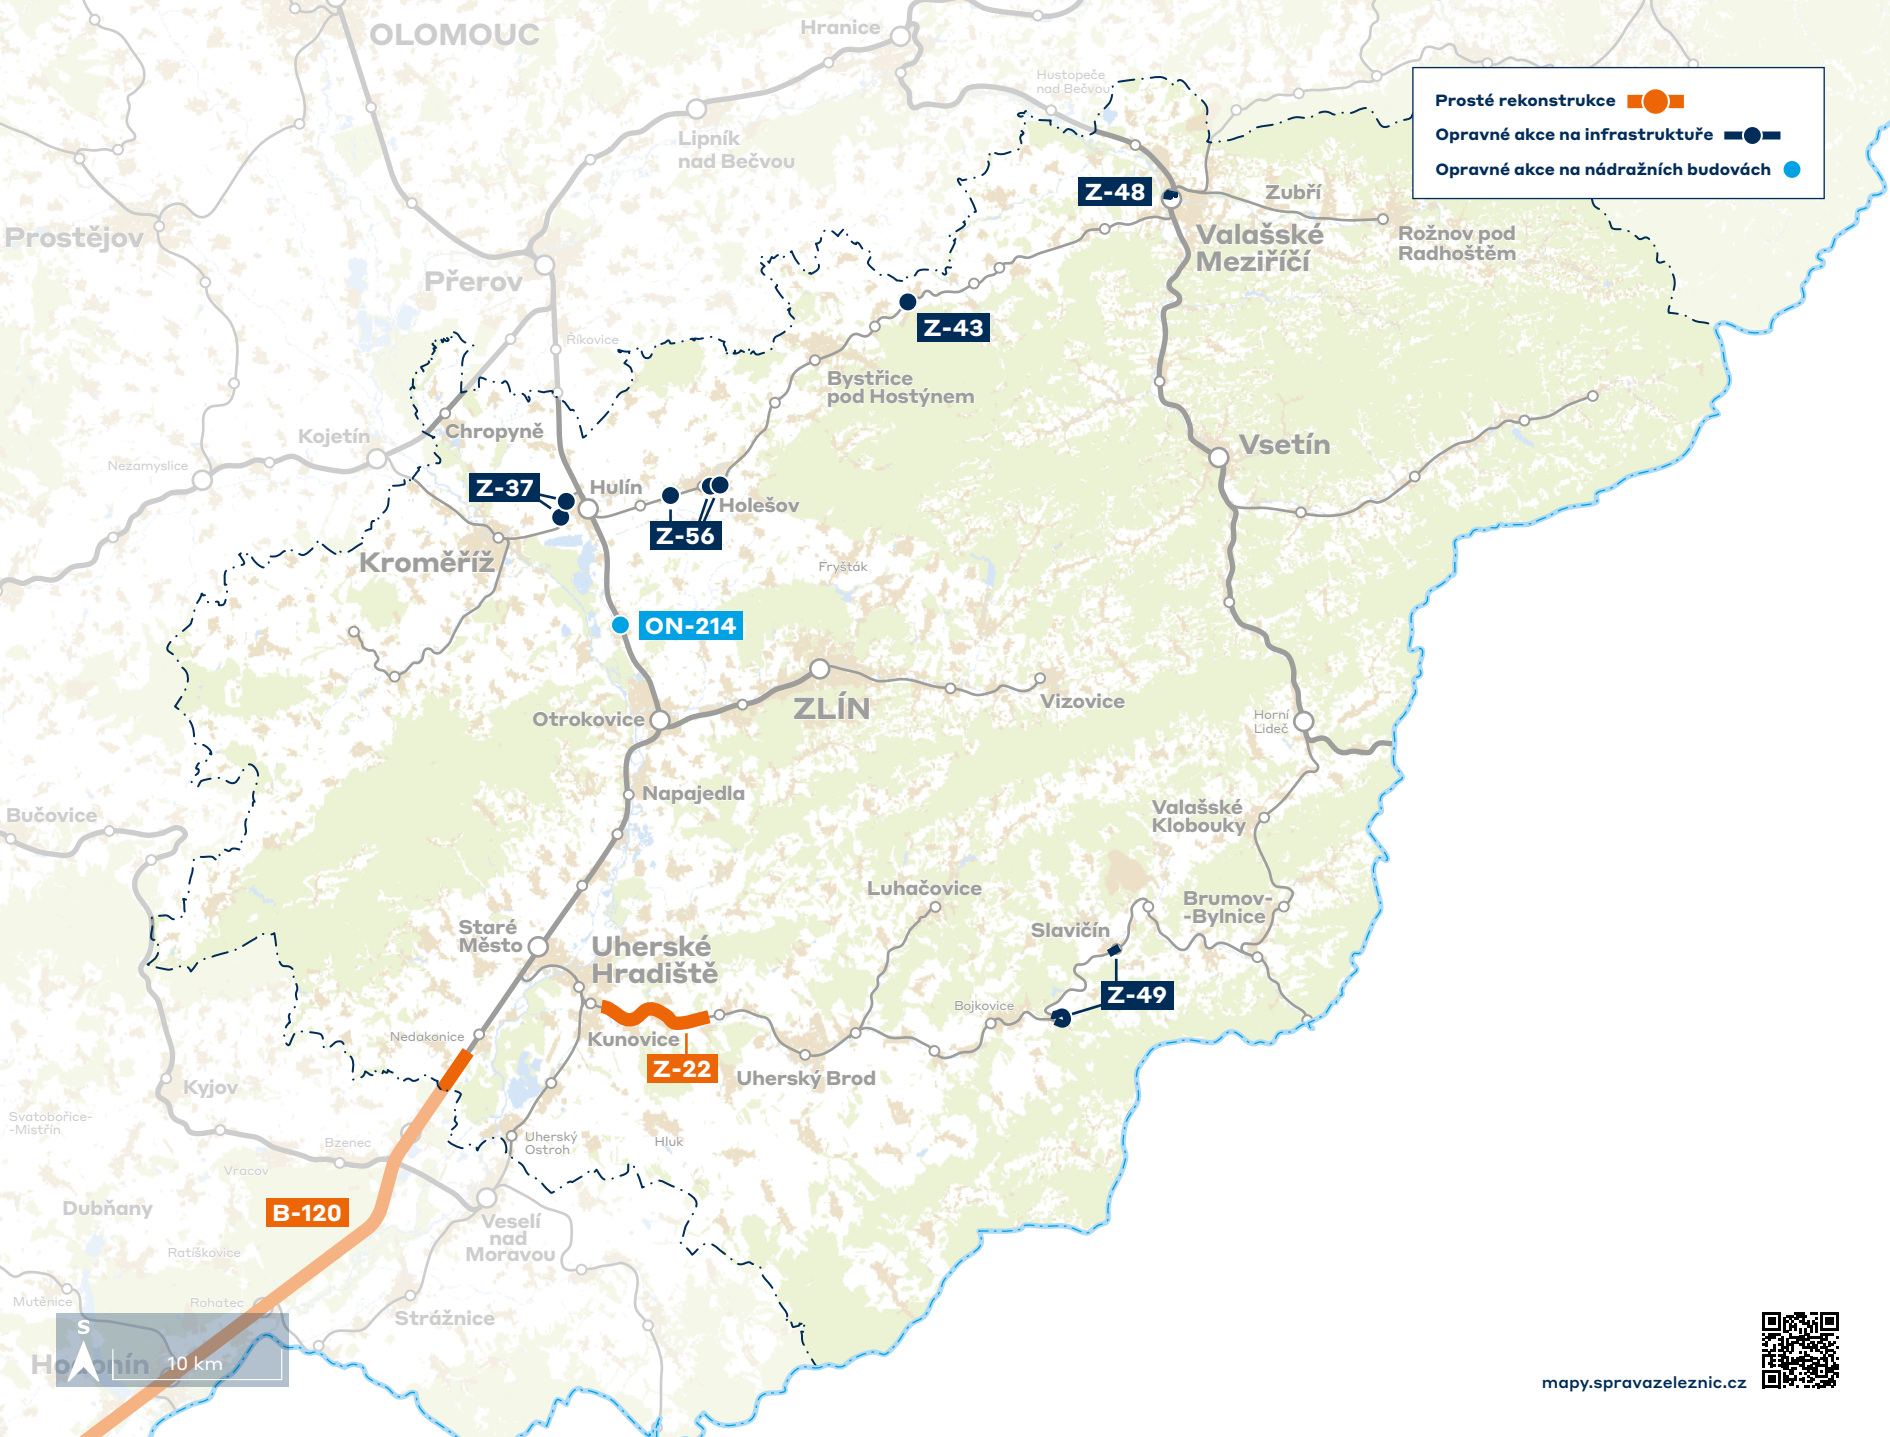 OLOMOUC
Hranice
Hustopeče
nad Bečvou
Prosté rekonstrukce
Opravné akce na infrastruktuře
Opravné akce na nádražních budovách
Lipník
nad Bečvou
Z-48
Zubří
Valašské
Meziříčí
Rožnov pod
Radhoštěm
Prostějov
Přerov
Z-43
Říkovice
Bystřice
pod Hostýnem
Chropyně
Kojetín
Nezamyslice
Vsetín
Z-37
Hulín
Holešov
Z-56
Kroměříž
Fryšták
ON-214
Otrokovice
ZLÍN
Vizovice
Horní
Lideč
Napajedla
Bučovice
Valašské
Klobouky
Luhačovice
Brumov-
-Bylnice
Staré
Město
Slavičín
Uherské
Hradiště
Z-49
Bojkovice
Nedakonice
Kunovice
Z-22
Uherský Brod
Kyjov
Svatobořice-
-Mistřín
Bzenec
Uherský
Ostroh
Hluk
Vracov
Dubňany
B-120
Veselí
nad
Moravou
Ratíškovice
Mutěnice
Rohatec
Strážnice
S
Hodonín
10 km
mapy.spravazeleznic.cz